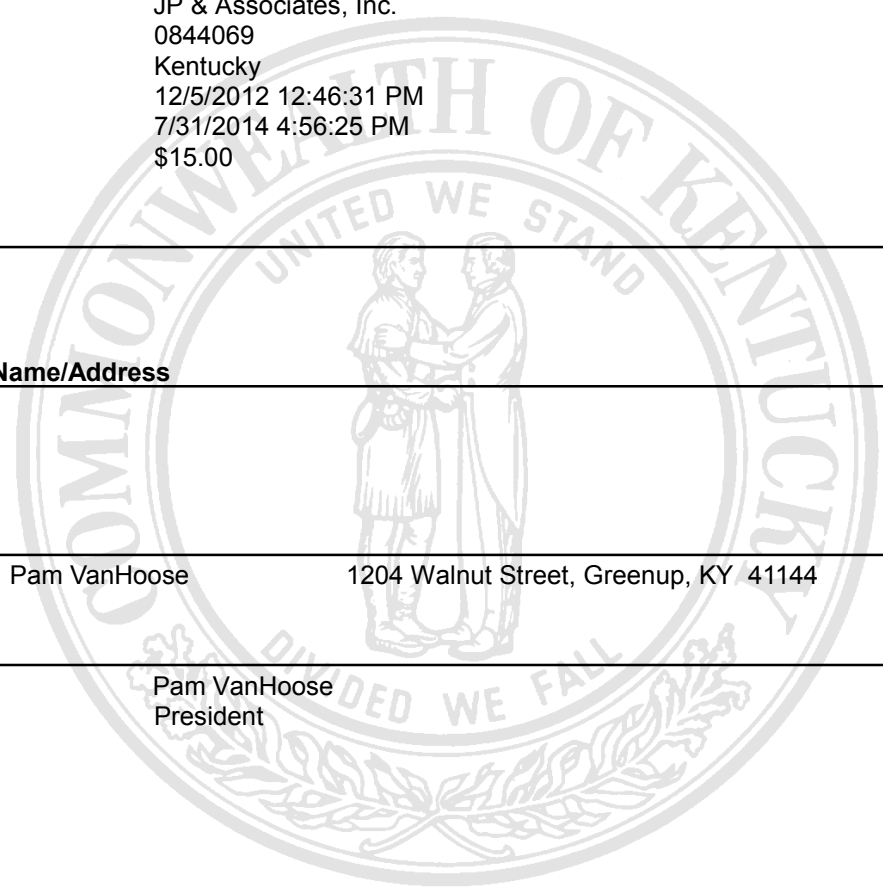 JP & Associates, Inc.
0844069
Kentucky
12/5/2012 12:46:31 PM
7/31/2014 4:56:25 PM
$15.00
COMMONWEALTH OF KENTUCKY
UNITED WE STAND
Name/Address
Pam VanHoose 1204 Walnut Street, Greenup, KY 41144
Pam VanHoose
President
DIVIDED WE FALL